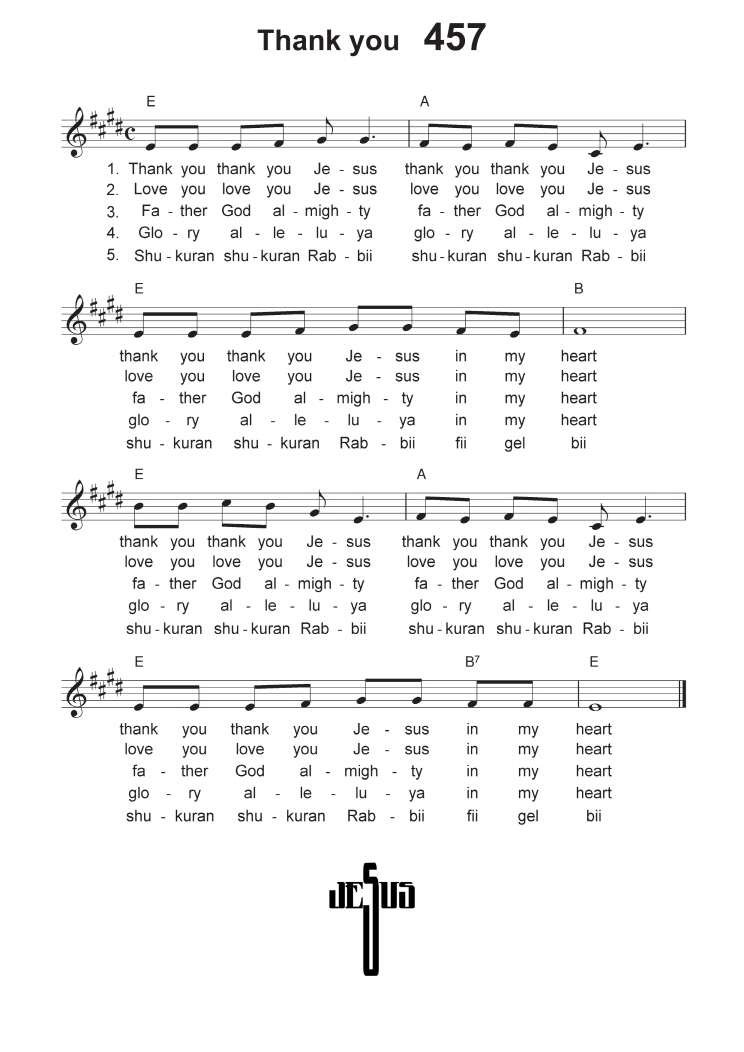 Thank you 457
E A
1. Thank you thank you Je - sus thank you thank you Je - sus
2. Love you love you Je - sus love you love you Je - sus
3. Fa - ther God al - migh - ty fa - ther God al - migh - ty
4. Glo - ry al - le - lu - ya glo - ry al - le - lu - ya
5. Shu - kuran shu - kuran Rab - bii shu - kuran shu - kuran Rab - bii
E B
thank you thank you Je - sus in my heart
love you love you Je - sus in my heart
fa - ther God al - migh - ty in my heart
glo - ry al - le - lu - ya in my heart
shu - kuran shu - kuran Rab - bii fii gel bii
E A
thank you thank you Je - sus thank you thank you Je - sus
love you love you Je - sus love you love you Je - sus
fa - ther God al - migh - ty fa - ther God al - migh - ty
glo - ry al - le - lu - ya glo - ry al - le - lu - ya
shu - kuran shu - kuran Rab - bii shu - kuran shu - kuran Rab - bii
E B7 E
thank you thank you Je - sus in my heart
love you love you Je - sus in my heart
fa - ther God al - migh - ty in my heart
glo - ry al - le - lu - ya in my heart
shu - kuran shu - kuran Rab - bii fii gel bii
JESUS